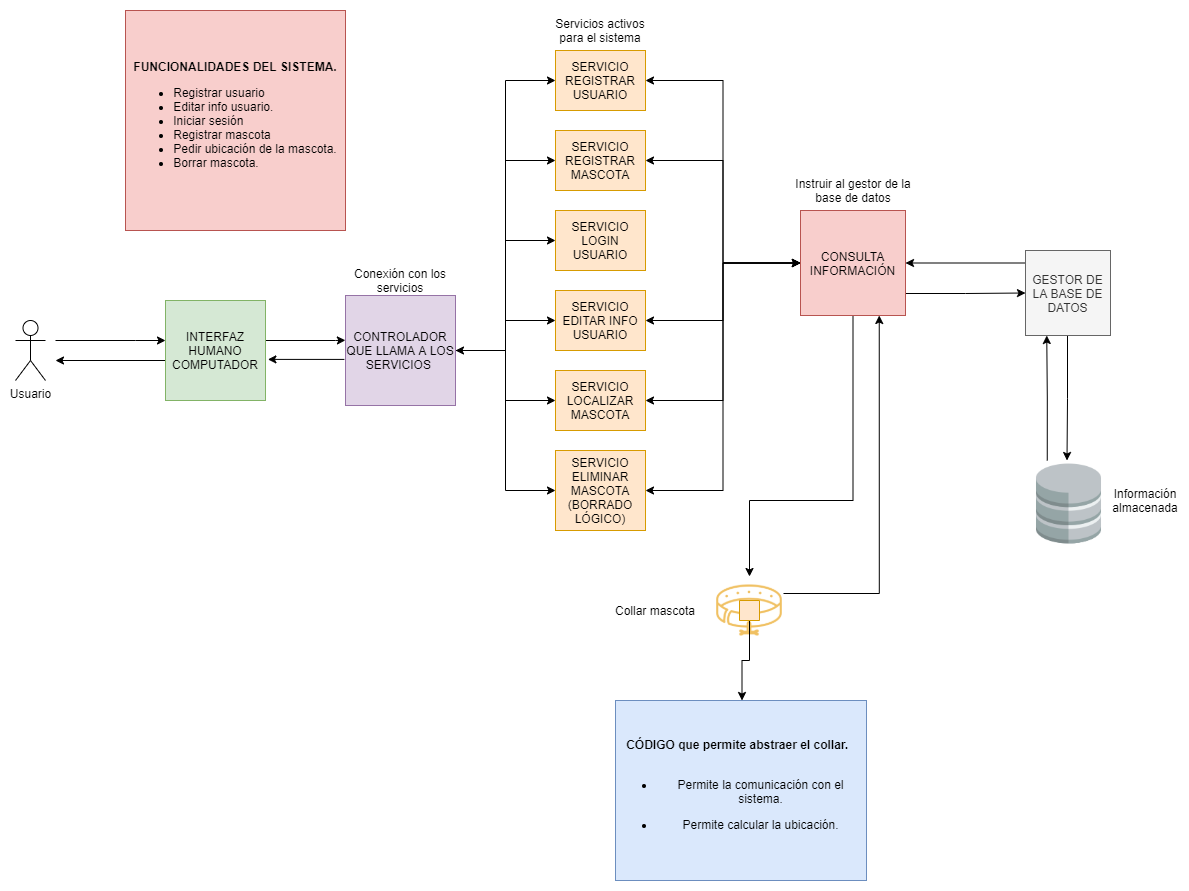 FUNCIONALIDADES DEL SISTEMA.
Registrar usuario
Editar info usuario.
Iniciar sesión
Registrar mascota
Pedir ubicación de la mascota.
Borrar mascota.
Usuario
INTERFAZ
HUMANO
COMPUTADOR
Conexión con los
servicios
CONTROLADOR
QUE LLAMA A LOS
SERVICIOS
Servicios activos
para el sistema
SERVICIO
REGISTRAR
USUARIO
SERVICIO
REGISTRAR
MASCOTA
SERVICIO
LOGIN
USUARIO
SERVICIO
EDITAR INFO
USUARIO
SERVICIO
LOCALIZAR
MASCOTA
SERVICIO
ELIMINAR
MASCOTA
(BORRADO
LÓGICO)
Instruir al gestor de la
base de datos
CONSULTA
INFORMACIÓN
GESTOR DE
LA BASE DE
DATOS
Información
almacenada
Collar mascota
CÓDIGO que permite abstraer el collar.
Permite la comunicación con el
sistema.
Permite calcular la ubicación.